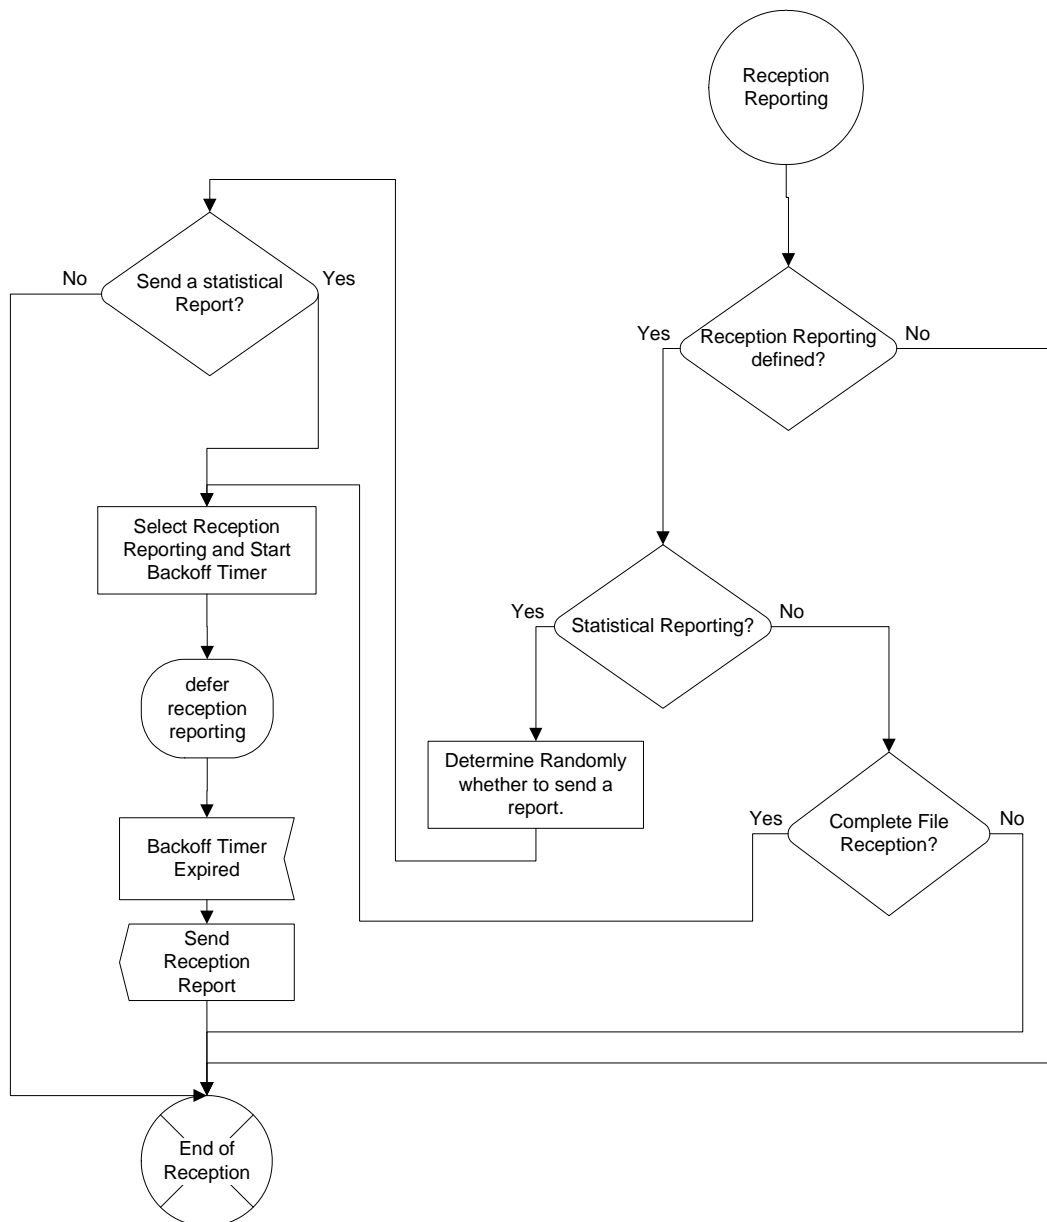 Reception
Reporting
No
Send a statistical
Report?
Yes
Yes
Reception Reporting
defined?
No
Select Reception
Reporting and Start
Backoff Timer
Yes
Statistical Reporting?
No
defer
reception
reporting
Determine Randomly
whether to send a
report.
Yes
Complete File
Reception?
No
Backoff Timer
Expired
Send
Reception
Report
End of
Reception